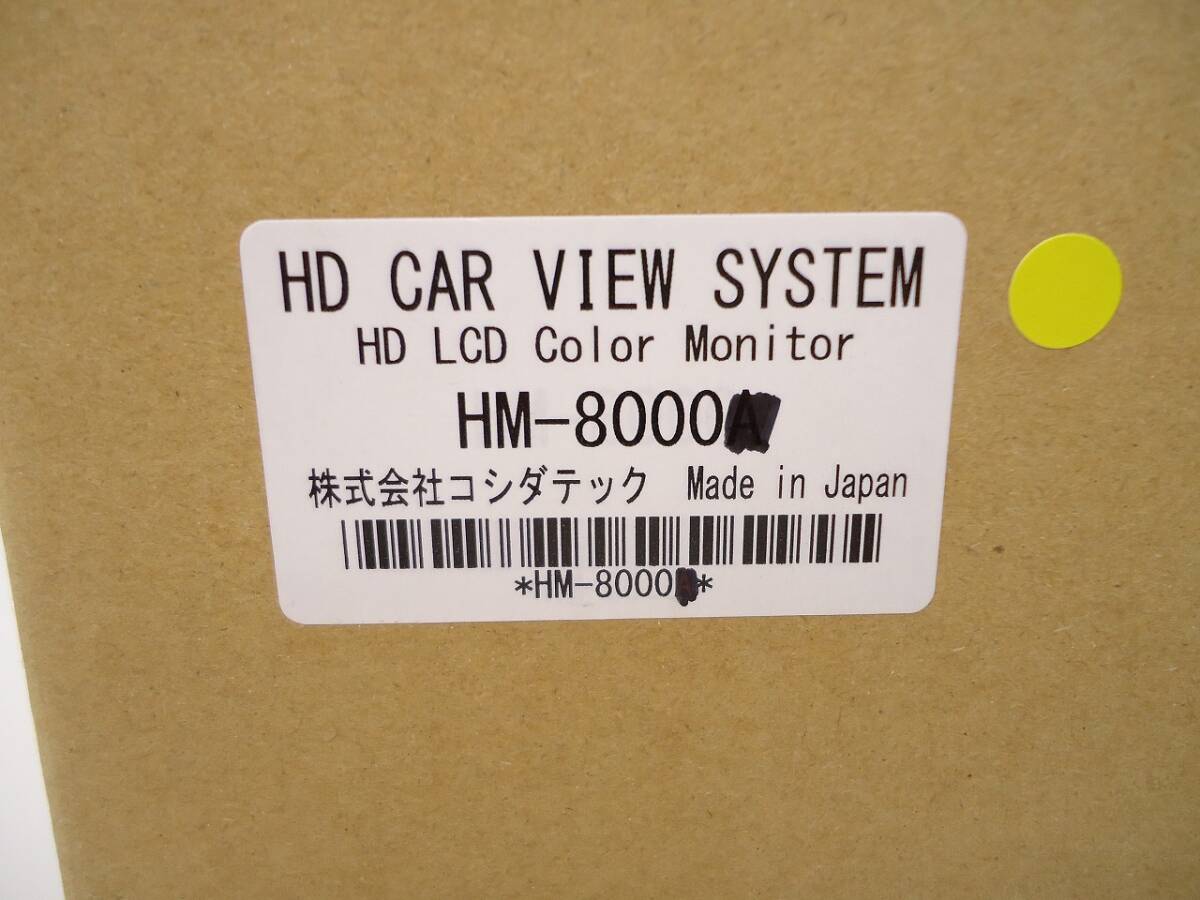 HD CAR VIEW SYSTEM
HD LCD Color Monitor
HM-8000A
株式会社コシダテック Made in Japan
*HM-8000A*